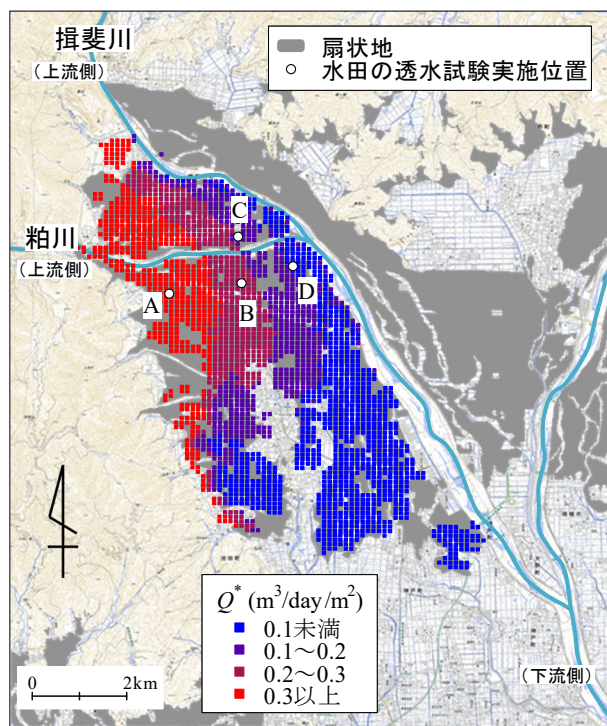 揖斐川
(上流側)
扇状地
水田の透水試験実施位置
C
粕川
(上流側)
A
B
D
Q* (m³/day/m²)
0.1未満
0.1～0.2
0.2～0.3
0.3以上
0
2km
(下流側)